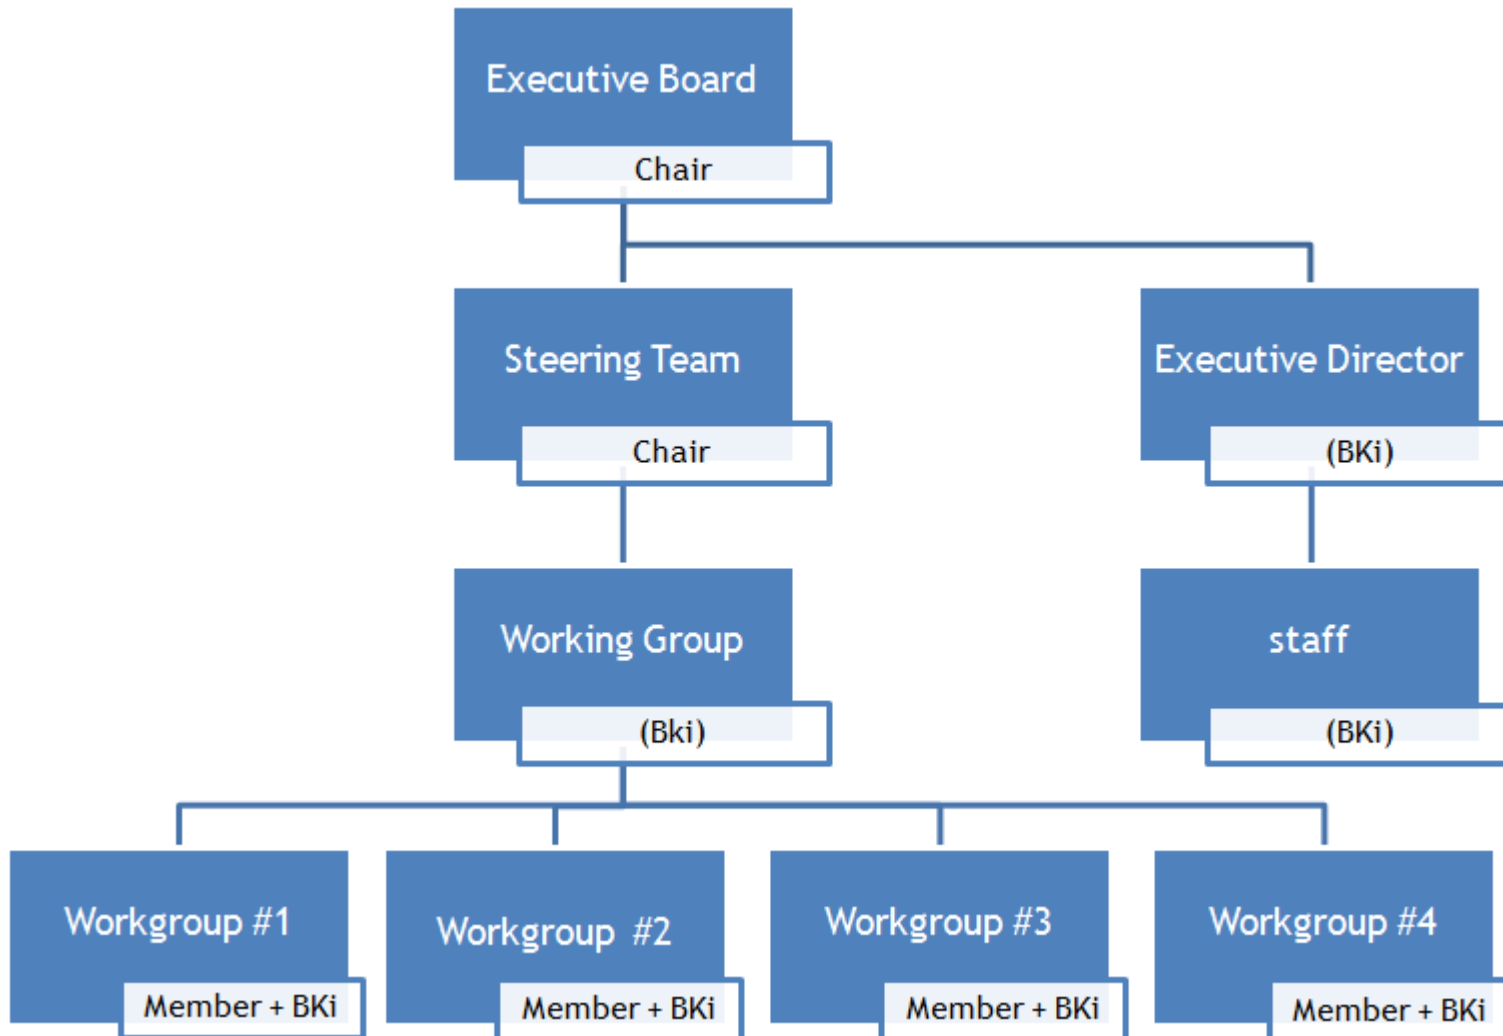 Executive Board
Chair
Steering Team
Chair
Executive Director
(BKi)
Working Group
(Bki)
staff
(BKi)
Workgroup #1
Member + BKi
Workgroup #2
Member + BKi
Workgroup #3
Member + BKi
Workgroup #4
Member + BKi